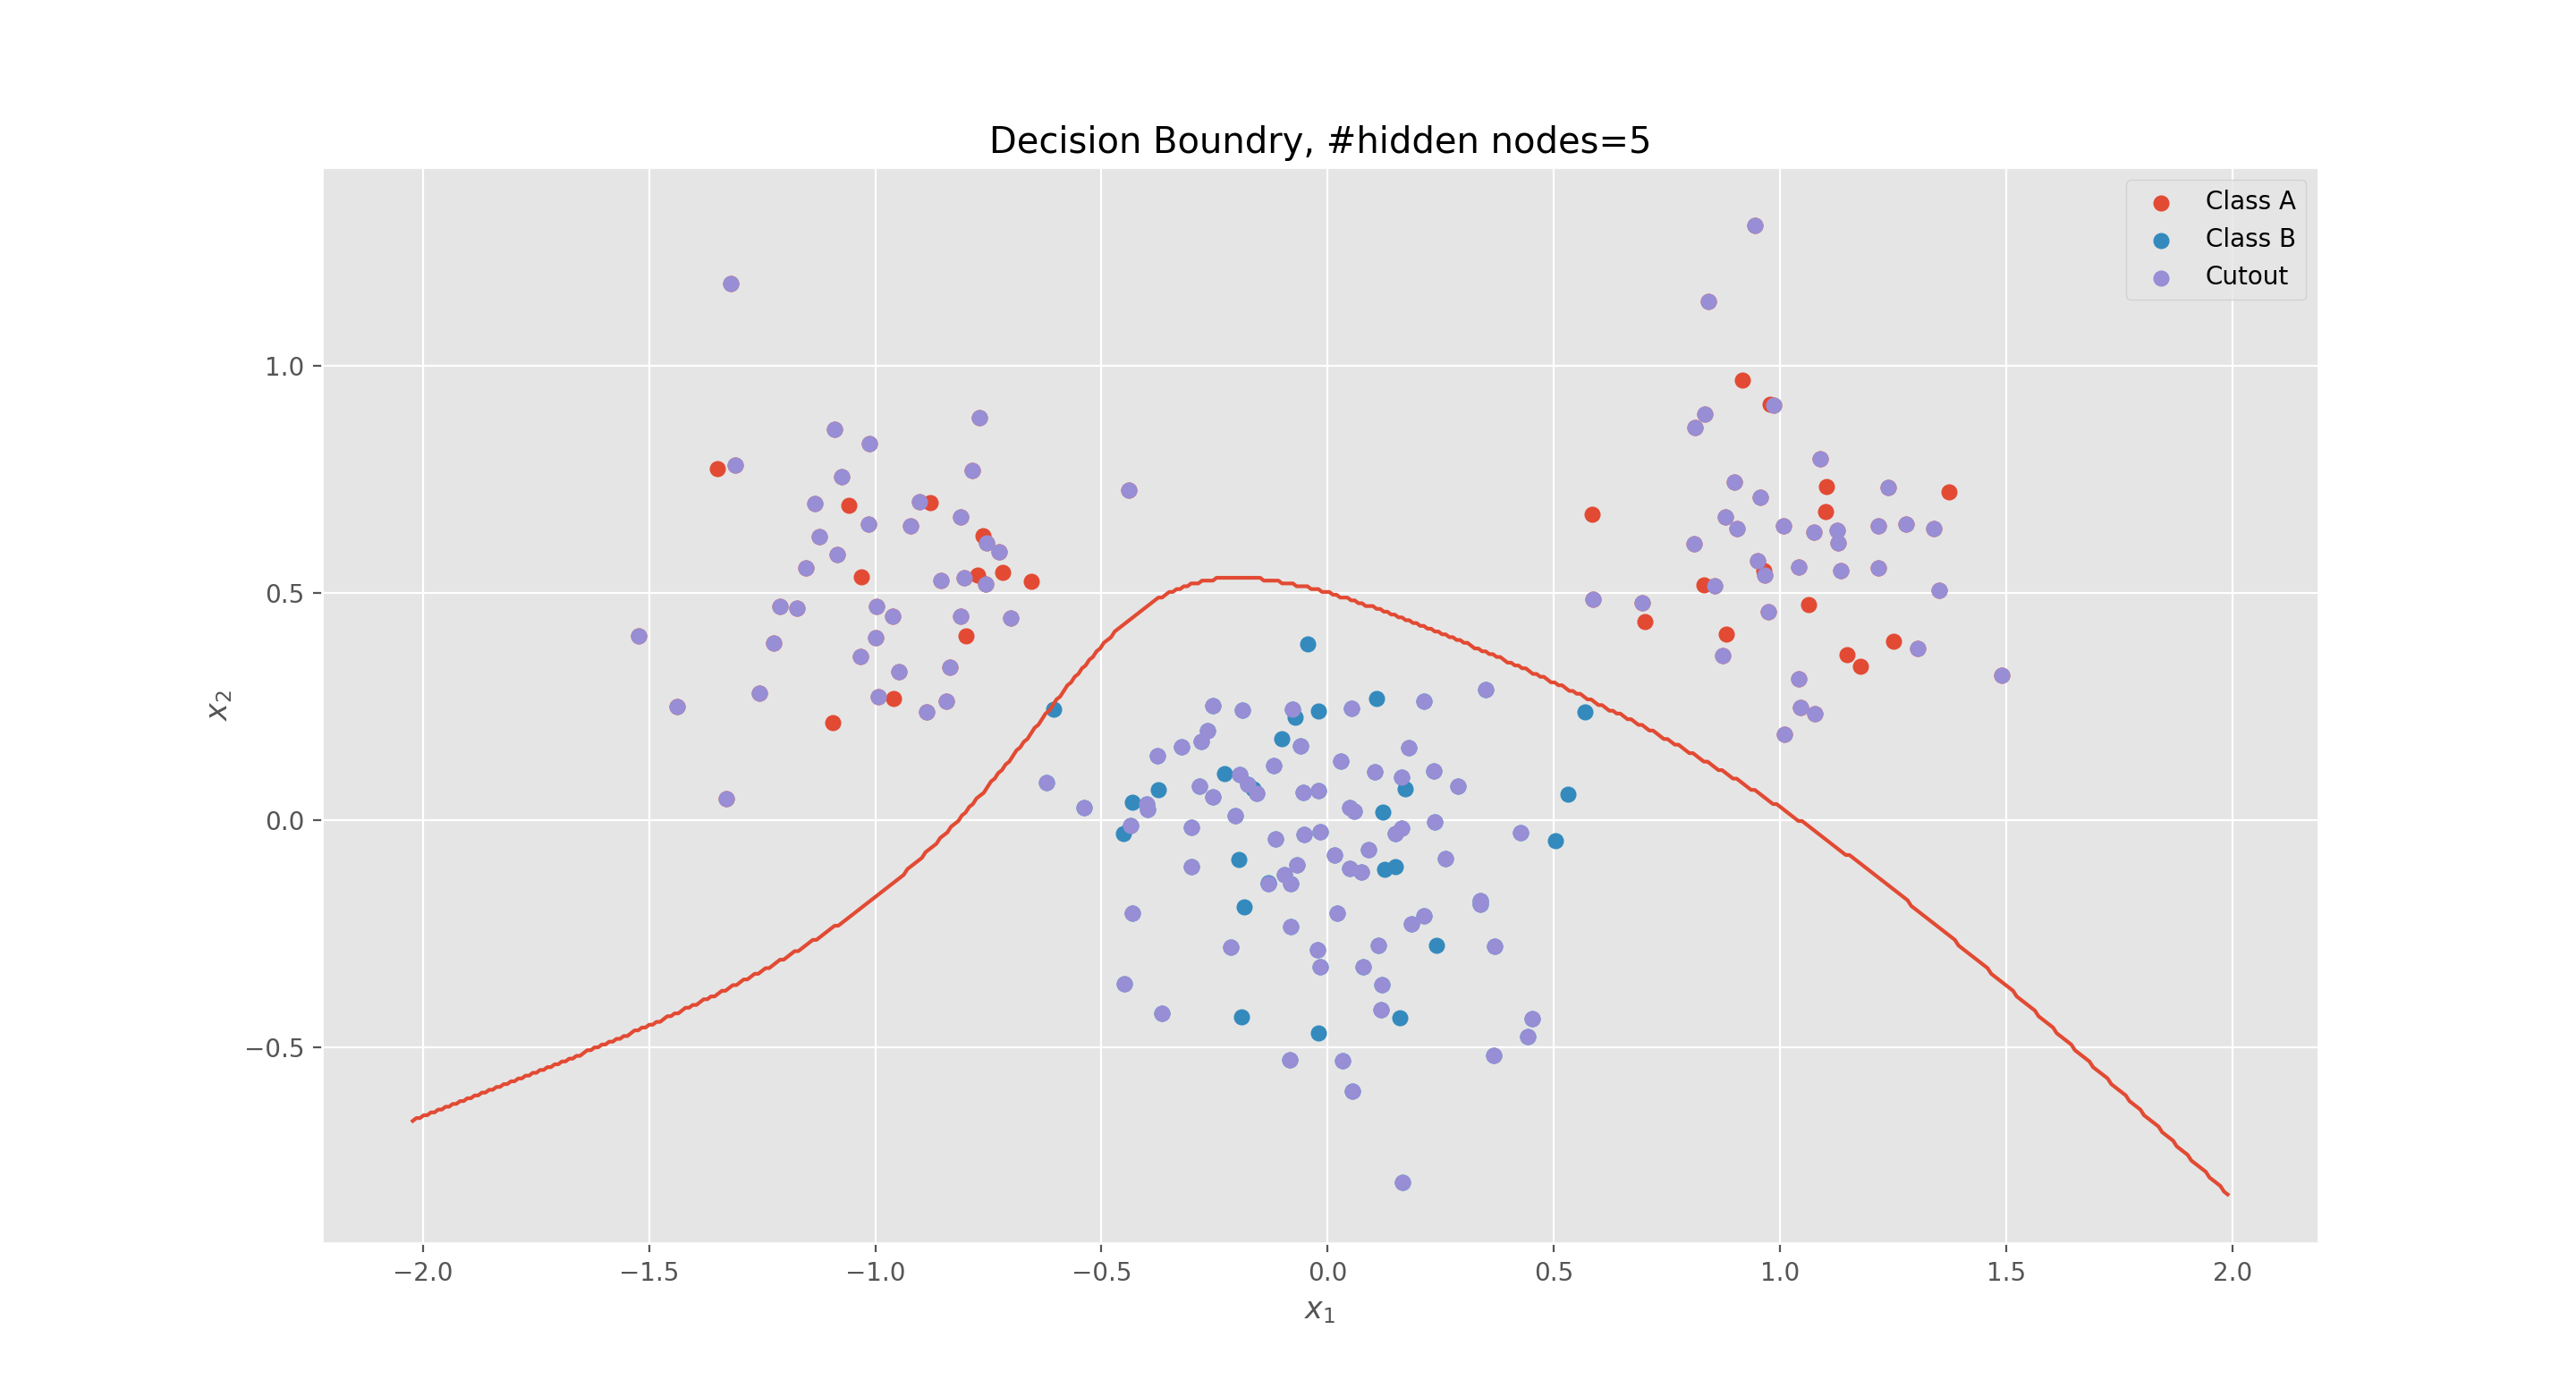 Decision Boundry, #hidden nodes=5
Class A
Class B
Cutout
1.0
0.5
0.0
−0.5
x₂
−2.0 −1.5 −1.0 −0.5 0.0 0.5 1.0 1.5 2.0
x₁